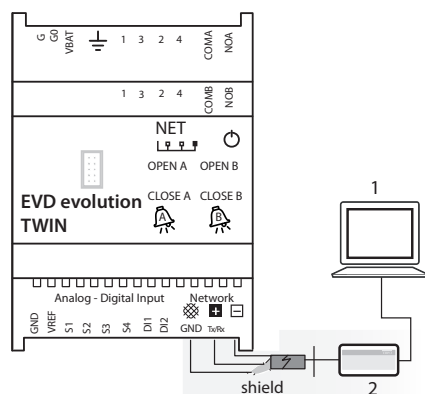 G G0 VBAT 1 3 2 4 COMA NOA
1 3 2 4 COMB NOB
NET
OPEN A OPEN B
EVD evolution TWIN
CLOSE A CLOSE B
A B
1
Analog - Digital Input Network
GND VREF S1 S2 S3 S4 DI1 DI2 GND Tx/Rx
shield
2